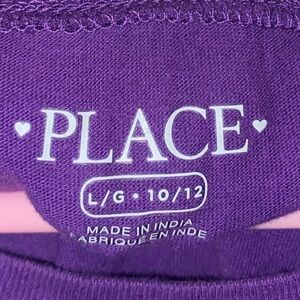 ♥ PLACE ♥
L/G • 10/12
MADE IN INDIA
FABRIQUÉ EN INDE